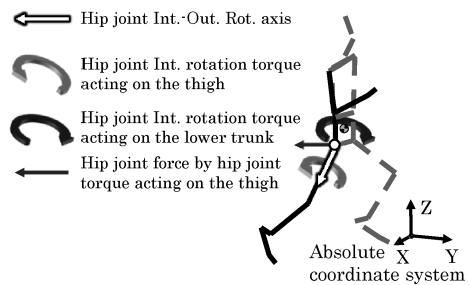 Hip joint Int.-Out. Rot. axis
Hip joint Int. rotation torque
acting on the thigh
Hip joint Int. rotation torque
acting on the lower trunk
Hip joint force by hip joint
torque acting on the thigh
Z
X
Y
Absolute
coordinate system